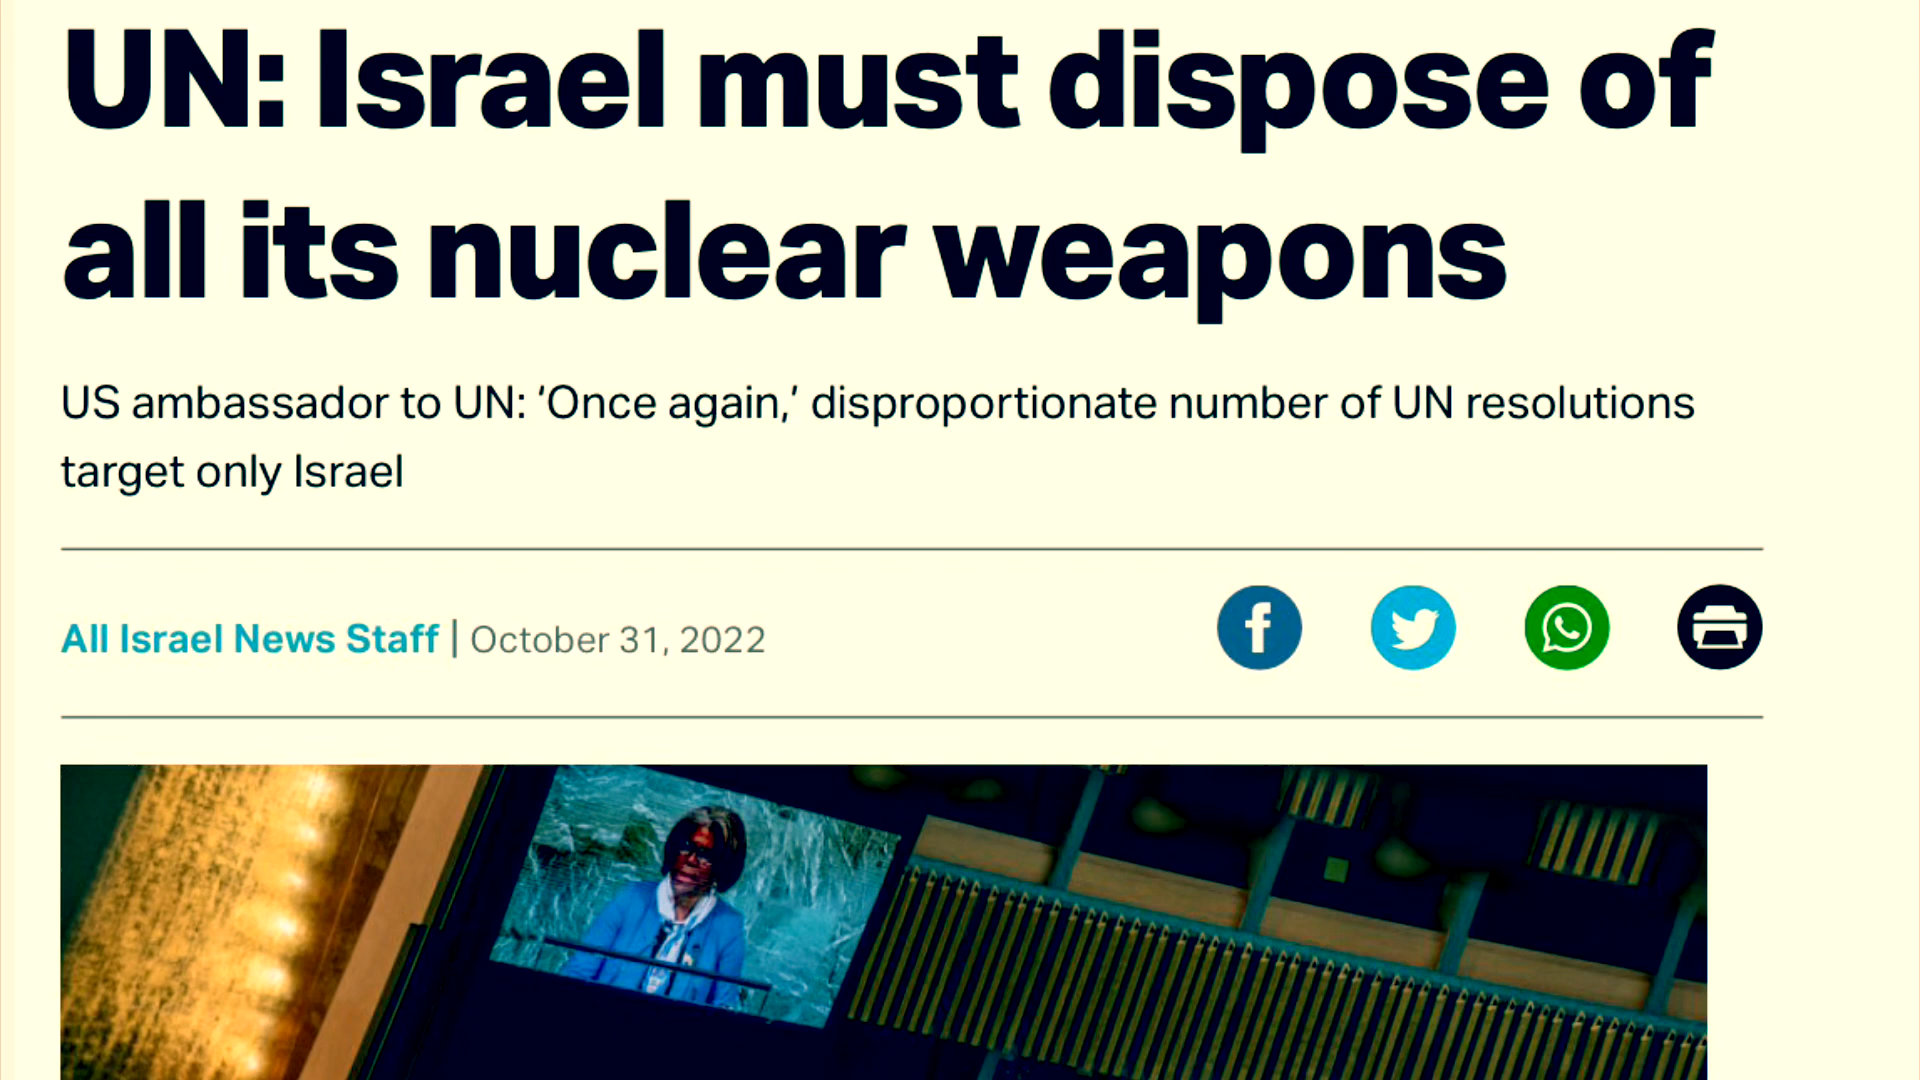 UN: Israel must dispose of
all its nuclear weapons
US ambassador to UN: ‘Once again,’ disproportionate number of UN resolutions
target only Israel
All Israel News Staff | October 31, 2022